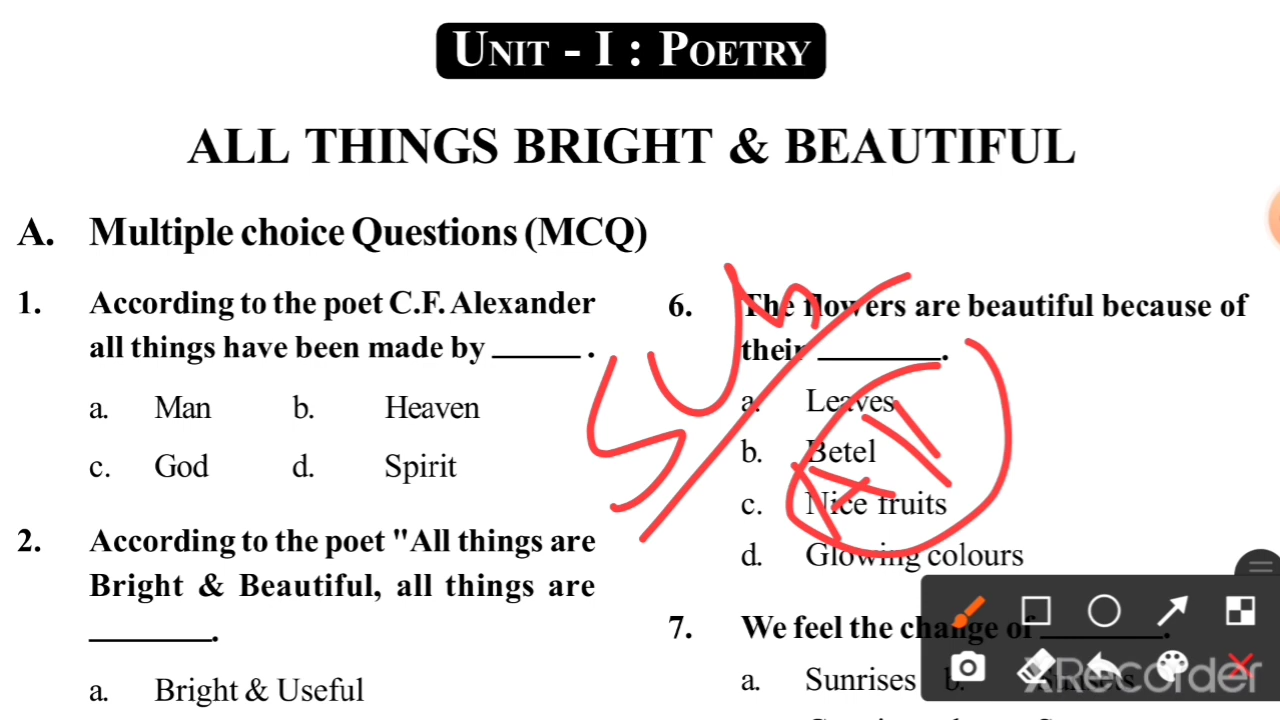 UNIT - I : POETRY
ALL THINGS BRIGHT & BEAUTIFUL
A. Multiple choice Questions (MCQ)
1. According to the poet C.F. Alexander
all things have been made by ______ .
a. Man b. Heaven
c. God d. Spirit
2. According to the poet "All things are
Bright & Beautiful, all things are
________.
a. Bright & Useful
6. The flowers are beautiful because of
their ________.
a. Leaves
b. Betel
c. Nice fruits
d. Glowing colours
7. We feel the change of ________.
a. Sunrises b.
SUM
All
XRecorder